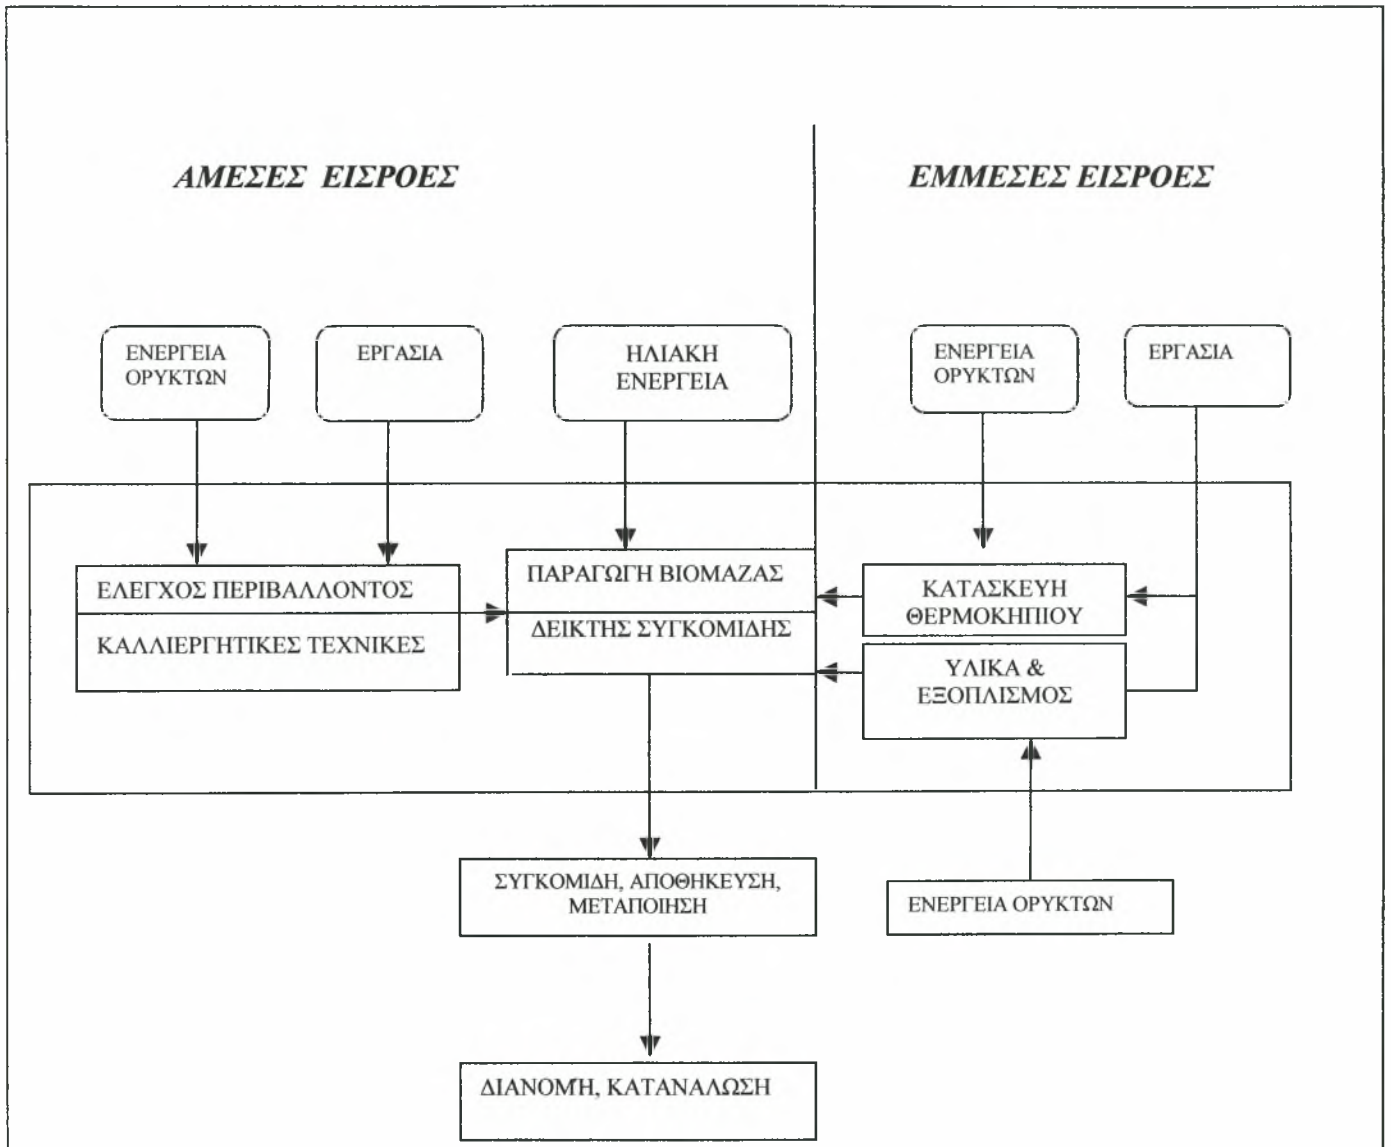 ΑΜΕΣΕΣ ΕΙΣΡΟΕΣ
ΕΜΜΕΣΕΣ ΕΙΣΡΟΕΣ
ΕΝΕΡΓΕΙΑ
ΟΡΥΚΤΩΝ
ΕΡΓΑΣΙΑ
ΗΛΙΑΚΗ
ΕΝΕΡΓΕΙΑ
ΕΝΕΡΓΕΙΑ
ΟΡΥΚΤΩΝ
ΕΡΓΑΣΙΑ
ΕΛΕΓΧΟΣ ΠΕΡΙΒΑΛΛΟΝΤΟΣ
ΚΑΛΛΙΕΡΓΗΤΙΚΕΣ ΤΕΧΝΙΚΕΣ
ΠΑΡΑΓΩΓΗ ΒΙΟΜΑΖΑΣ
ΔΕΙΚΤΗΣ ΣΥΓΚΟΜΙΔΗΣ
ΚΑΤΑΣΚΕΥΗ
ΘΕΡΜΟΚΗΠΙΟΥ
ΥΛΙΚΑ &
ΕΞΟΠΛΙΣΜΟΣ
ΣΥΓΚΟΜΙΔΗ, ΑΠΟΘΗΚΕΥΣΗ,
ΜΕΤΑΠΟΙΗΣΗ
ΕΝΕΡΓΕΙΑ ΟΡΥΚΤΩΝ
ΔΙΑΝΟΜΉ, ΚΑΤΑΝΑΛΩΣΗ